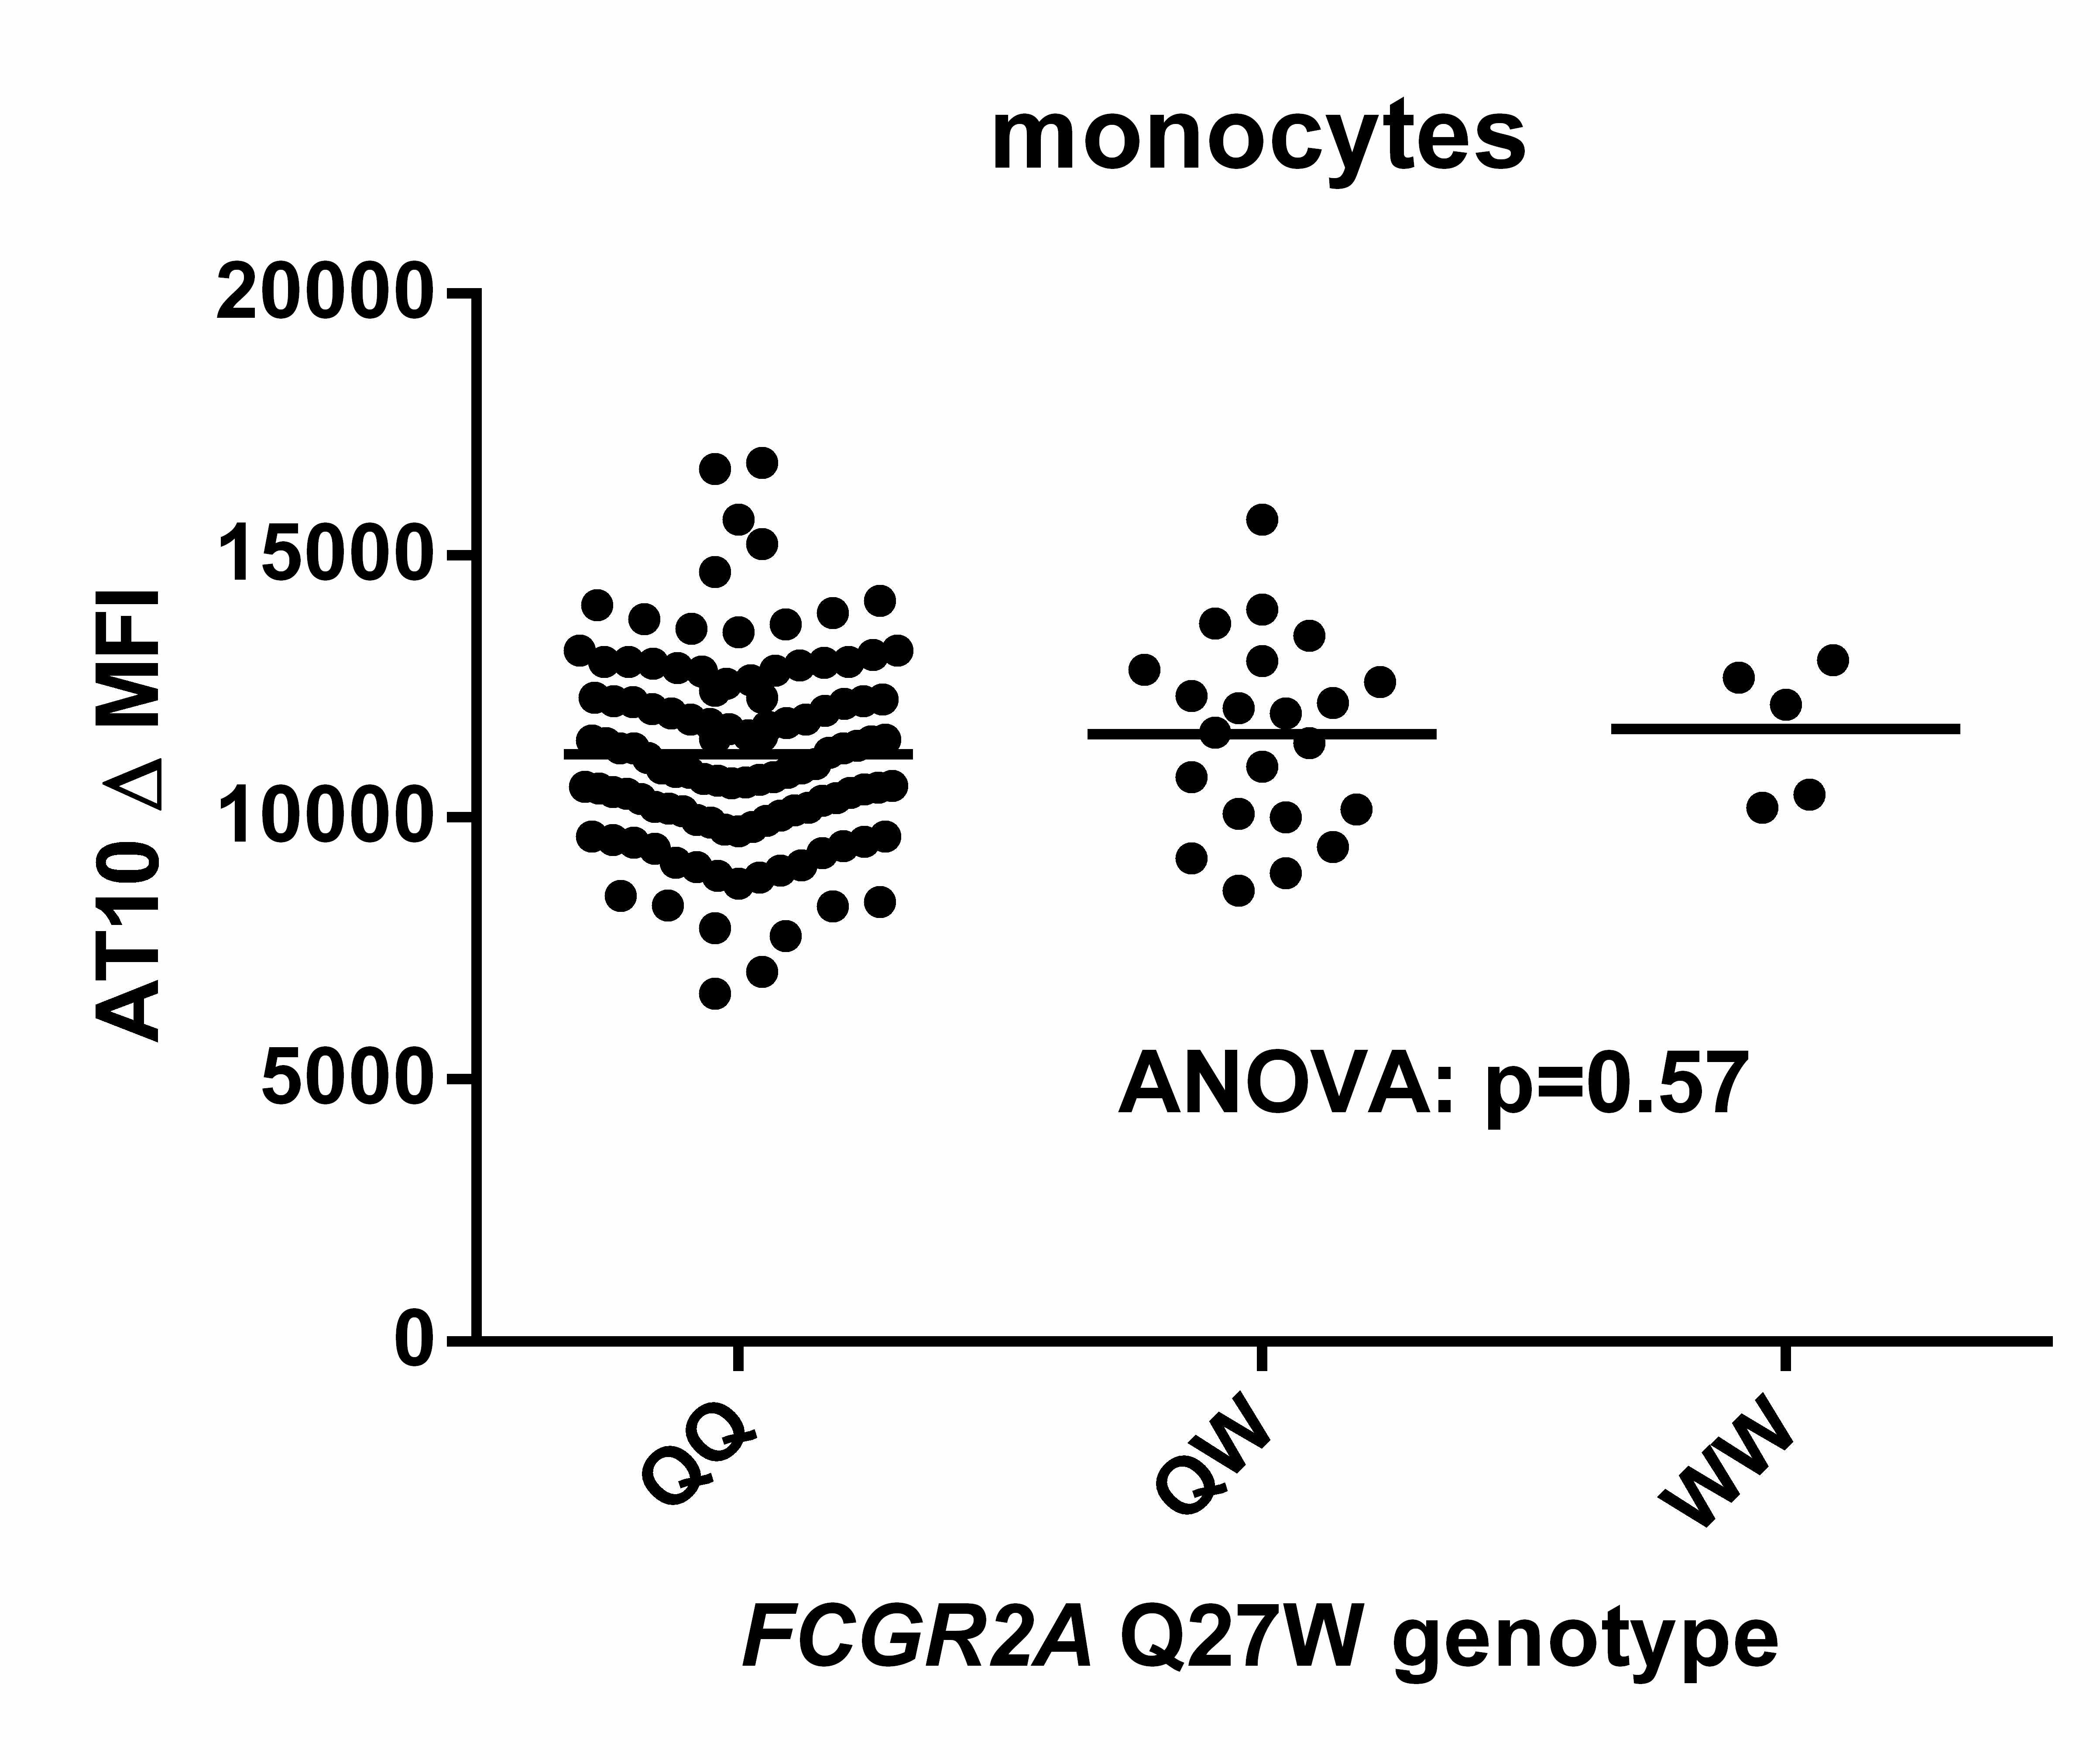 monocytes
20000
15000
10000
5000
0
AT10 Δ MFI
ANOVA: p=0.57
QQ
QW
WW
FCGR2A Q27W genotype